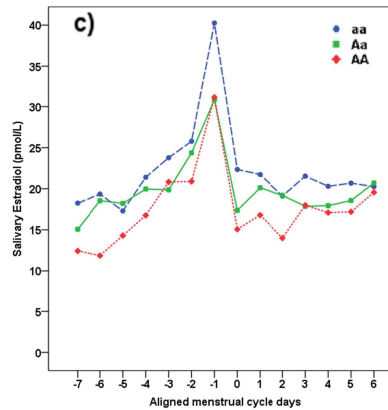 c)
aa
Aa
AA
40
35
30
25
20
15
10
5
0
Salivary Estradiol (pmol/L)
-7 -6 -5 -4 -3 -2 -1 0 1 2 3 4 5 6
Aligned menstrual cycle days